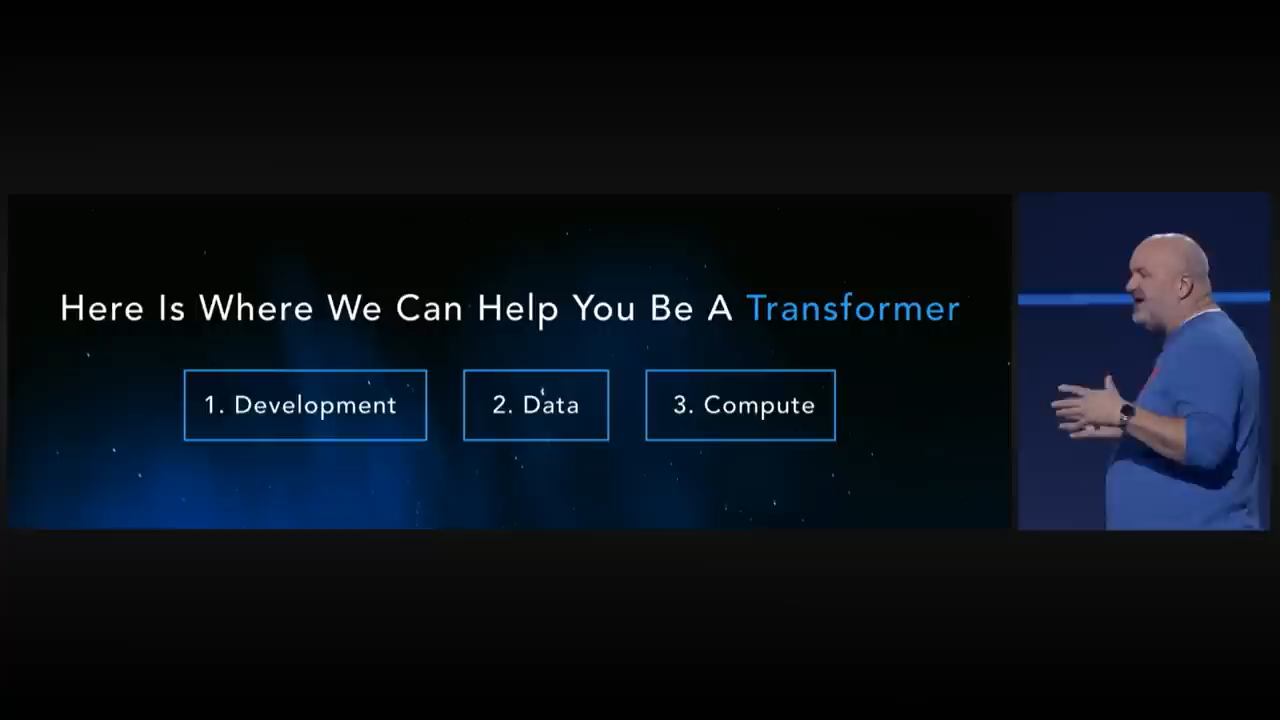 Here Is Where We Can Help You Be A Transformer
1. Development
2. Data
3. Compute